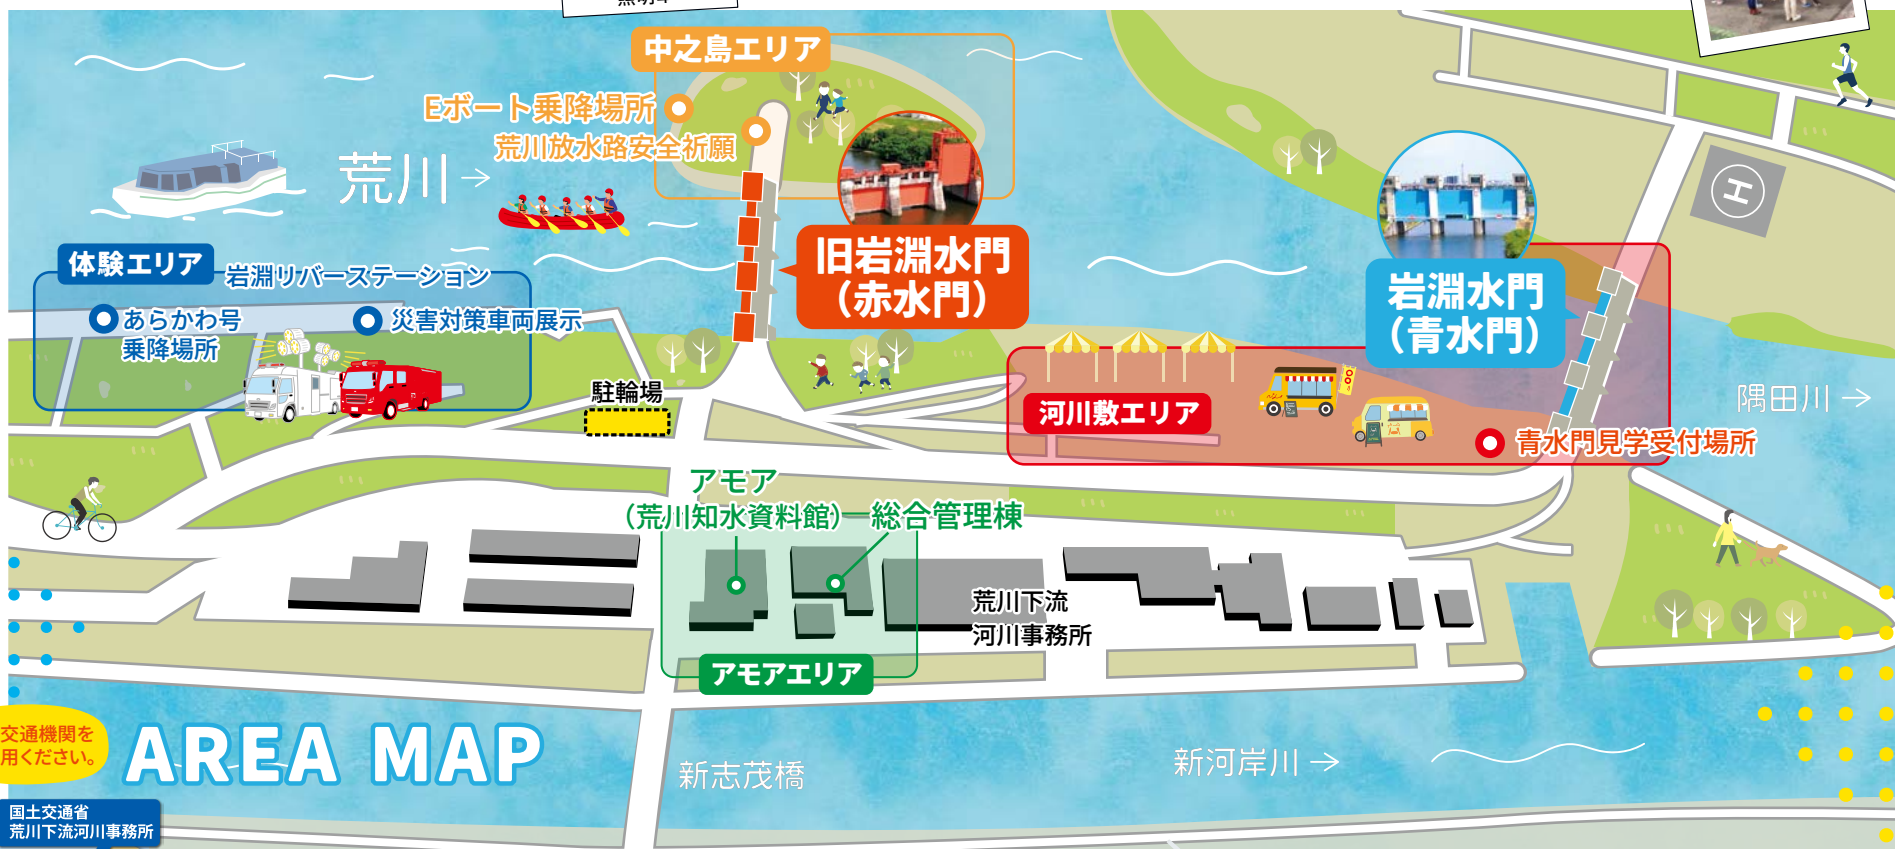 中之島エリア
Eボート乗降場所
荒川放水路安全祈願
荒川→
体験エリア
岩淵リバーステーション
あらかわ号
乗降場所
災害対策車両展示
旧岩淵水門
（赤水門）
岩淵水門
（青水門）
駐輪場
河川敷エリア
青水門見学受付場所
隅田川→
アモア
（荒川知水資料館）
総合管理棟
荒川下流
河川事務所
アモアエリア
交通機関を
用ください。
AREA MAP
新志茂橋
新河岸川→
国土交通省
荒川下流河川事務所
H